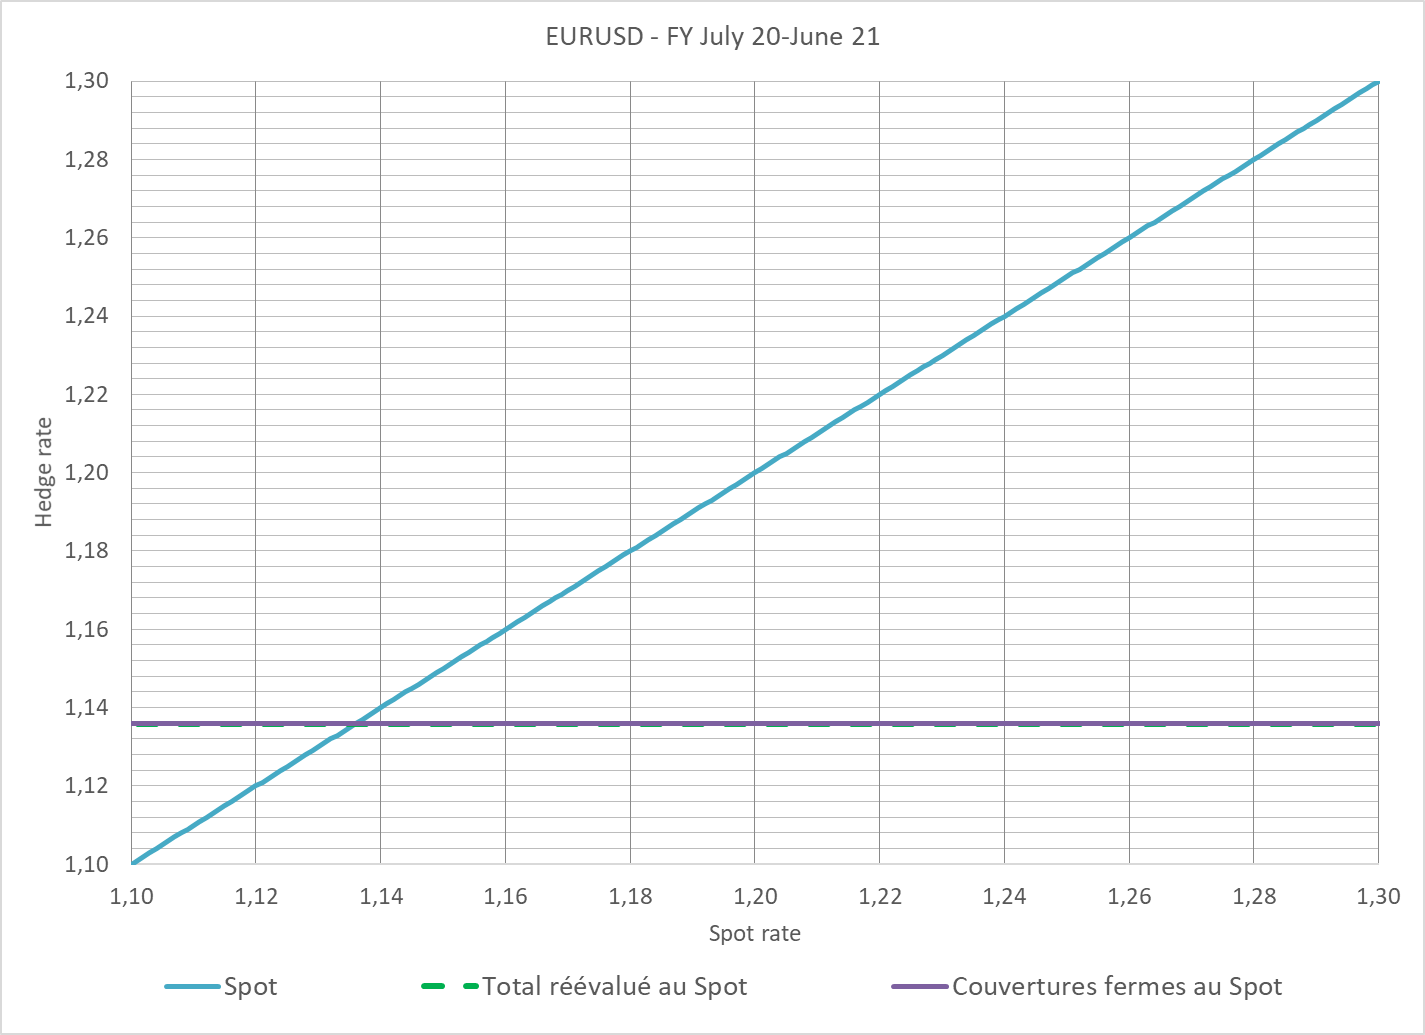 EURUSD - FY July 20-June 21
1,30
1,28
1,26
1,24
1,22
1,20
1,18
1,16
1,14
1,12
1,10
Hedge rate
1,10 1,12 1,14 1,16 1,18 1,20 1,22 1,24 1,26 1,28 1,30
Spot rate
Spot Total réévalué au Spot Couvertures fermes au Spot